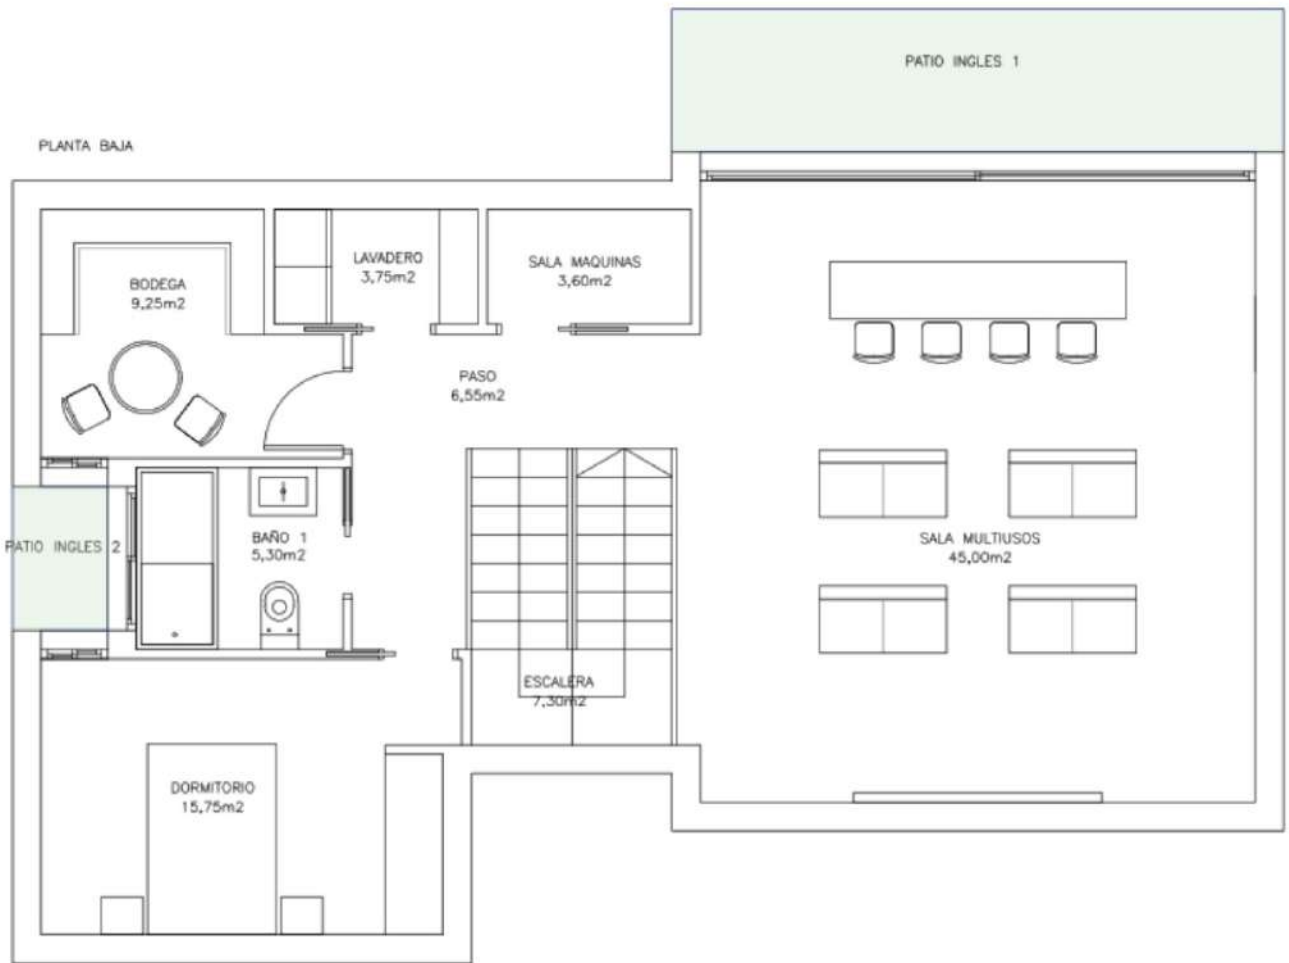 PATIO INGLES 1
PLANTA BAJA
LAVADERO
3,75m2
SALA MAQUINAS
3,60m2
BODEGA
9,25m2
PASO
6,55m2
BAÑO 1
5,30m2
PATIO INGLES 2
SALA MULTIUSOS
45,00m2
ESCALERA
7,30m2
DORMITORIO
15,75m2